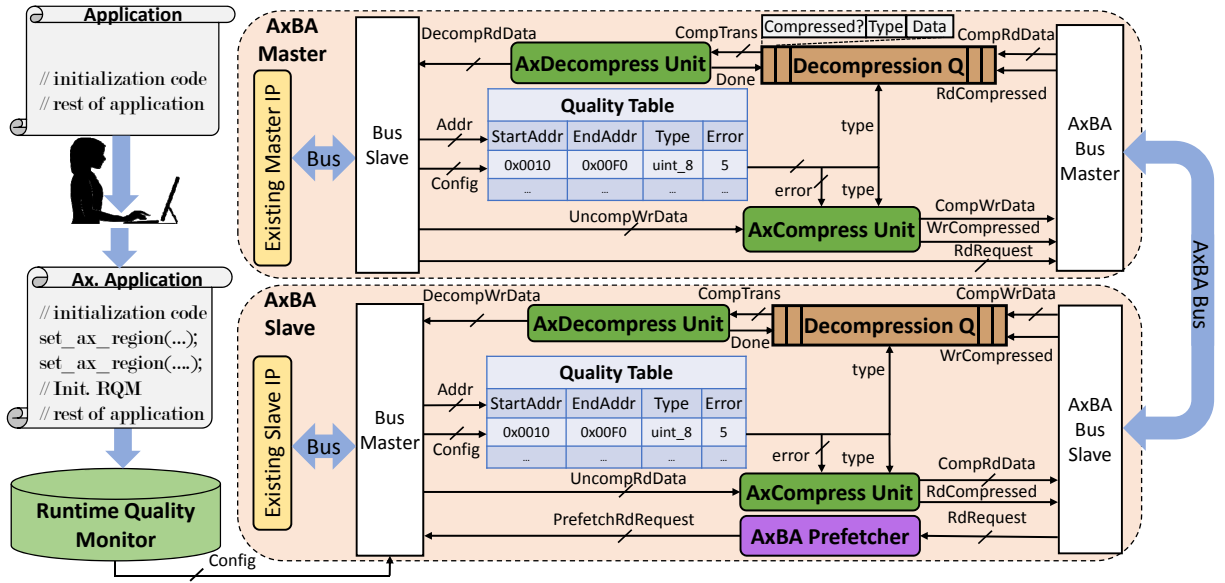 Application
// initialization code
// rest of application
Ax. Application
// initialization code
set_ax_region(...);
set_ax_region(....);
// Init. RQM
// rest of application
Runtime Quality
Monitor
Config
AxBA
Master
Existing Master IP
Bus
Bus
Slave
DecompRdData
AxDecompress Unit
CompTrans
Done
Compressed? Type Data
Decompression Q
CompRdData
RdCompressed
Addr
Config
Quality Table
StartAddr EndAddr Type Error
0x0010 0x00F0 uint_8 5
... ... ... ...
type
error
type
UncompWrData
AxCompress Unit
CompWrData
WrCompressed
RdRequest
AxBA
Bus
Master
AxBA Bus
AxBA
Slave
Existing Slave IP
Bus
Bus
Master
DecompWrData
AxDecompress Unit
CompTrans
Done
Decompression Q
CompWrData
WrCompressed
Addr
Config
Quality Table
StartAddr EndAddr Type Error
0x0010 0x00F0 uint_8 5
... ... ... ...
type
error
type
UncompRdData
AxCompress Unit
CompRdData
RdCompressed
PrefetchRdRequest
AxBA Prefetcher
RdRequest
AxBA
Bus
Slave